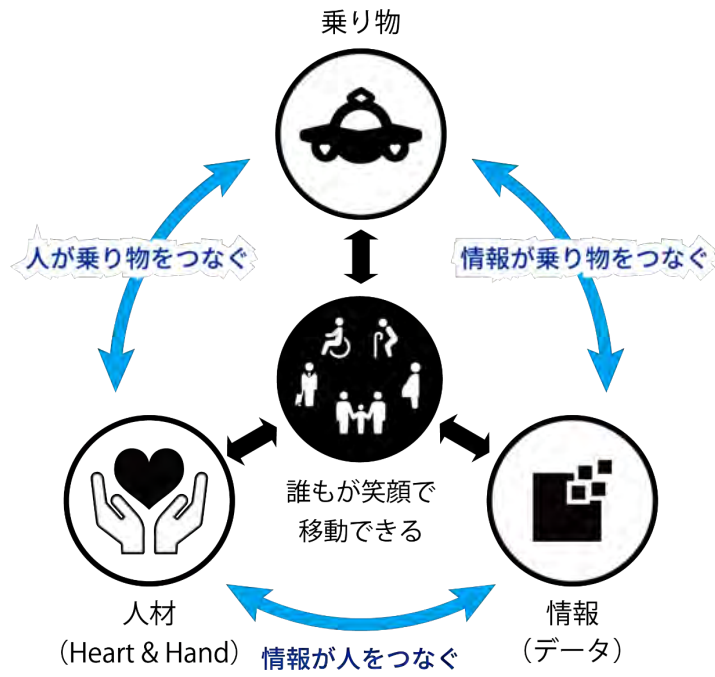 乗り物
人が乗り物をつなぐ
情報が乗り物をつなぐ
誰もが笑顔で
移動できる
人材
（Heart & Hand）
情報が人をつなぐ
情報
（データ）